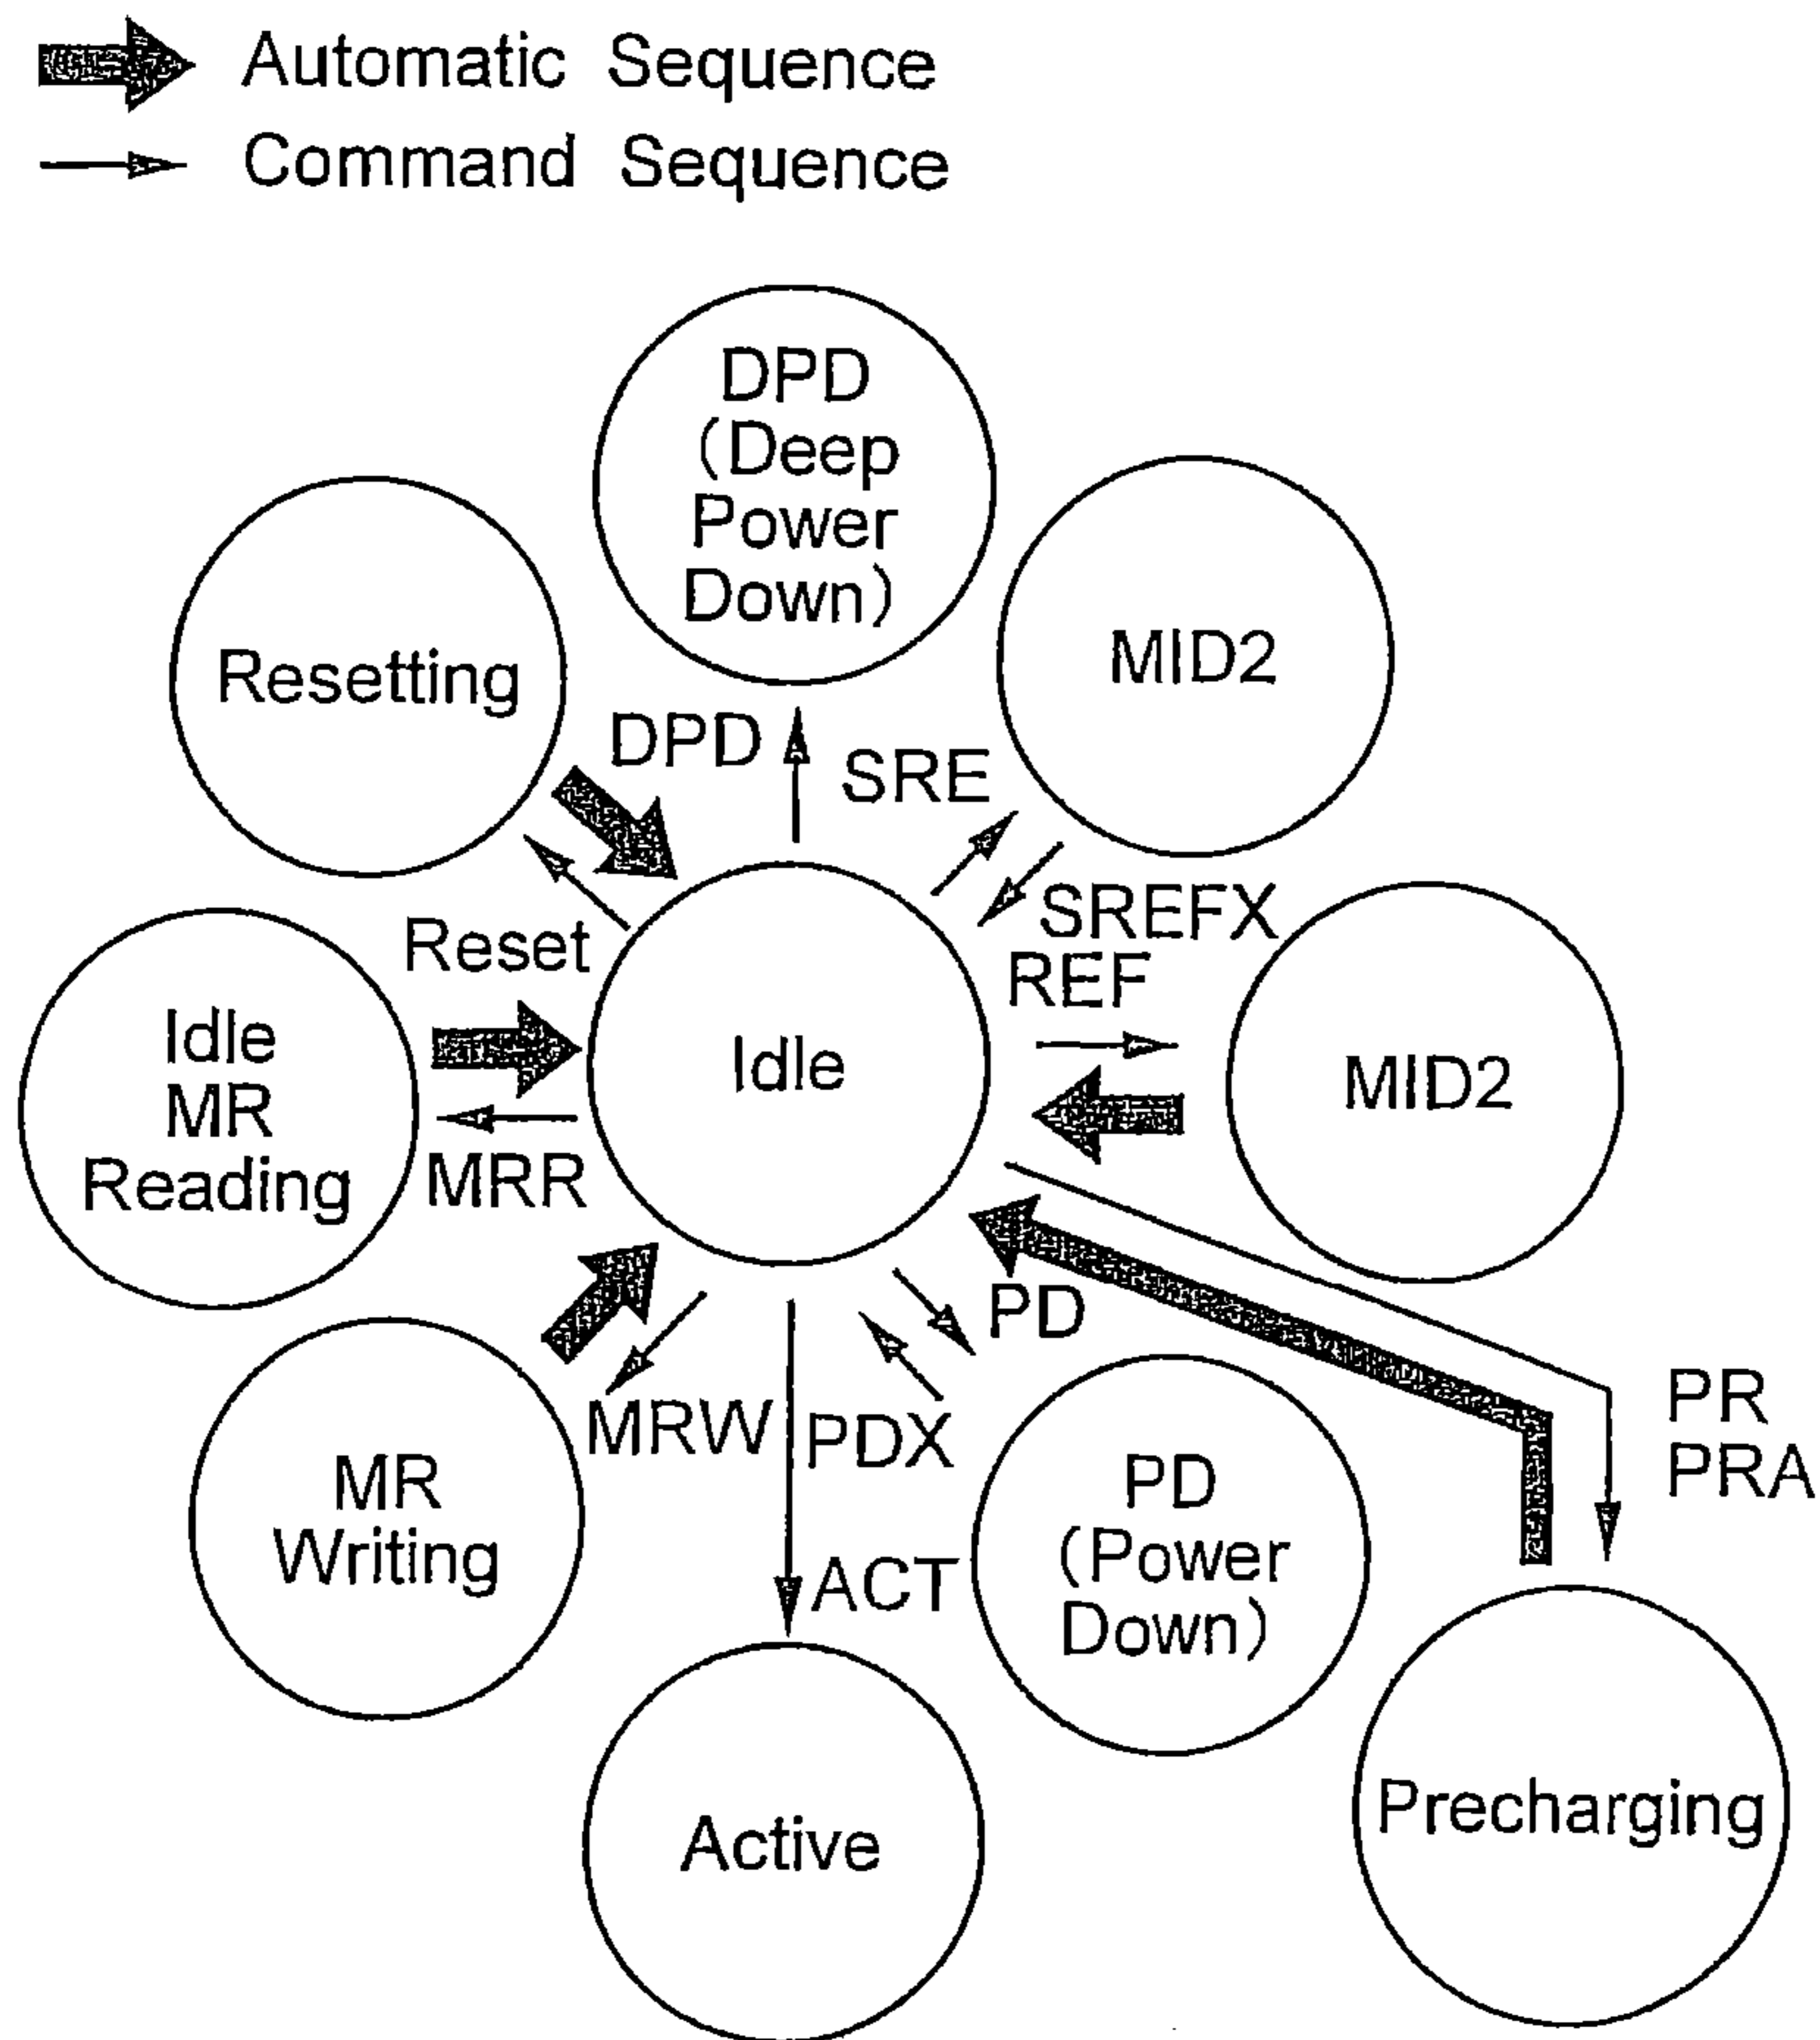 Automatic Sequence
Command Sequence
DPD
(Deep
Power
Down)
MID2
Resetting
DPD
SRE
SREFX
Reset
REF
Idle
MR
Reading
Idle
MID2
MRR
PD
PR
PRA
MRW
PDX
MR
Writing
PD
(Power
Down)
ACT
Precharging
Active